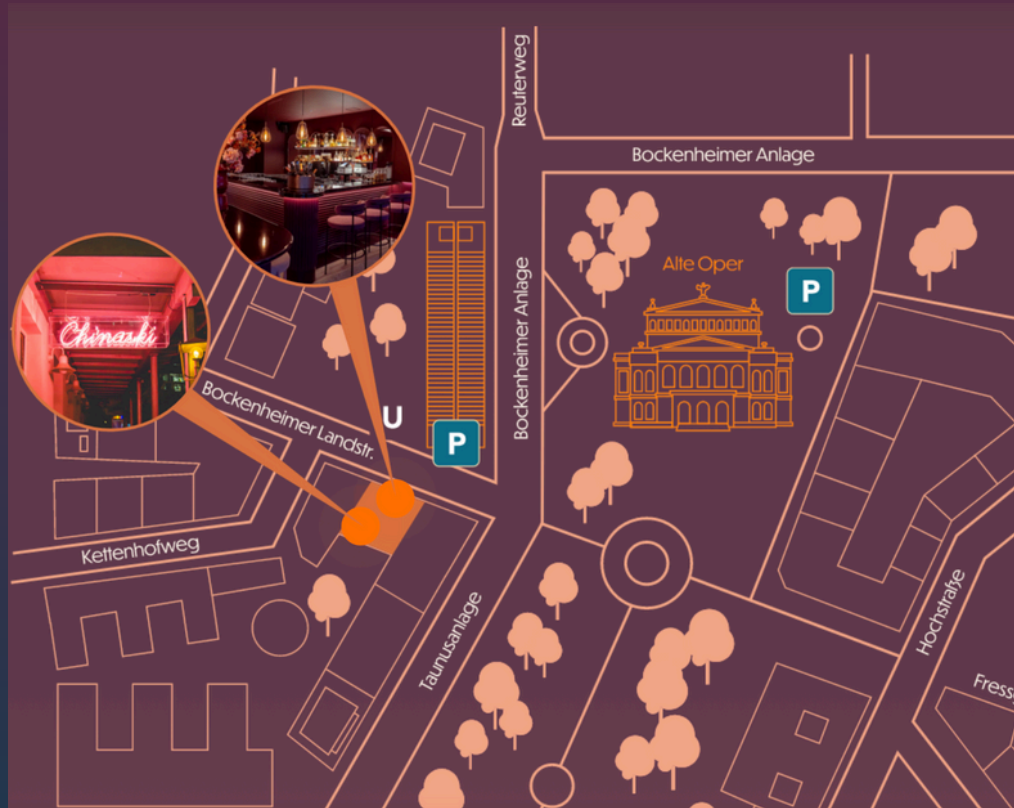 Reuterweg
Bockenheimer Anlage
Alte Oper
P
Bockenheimer Anlage
Chinaski
Bockenheimer Landstr.
U
P
Kettenhofweg
Taunusanlage
Hochstraße
Fress